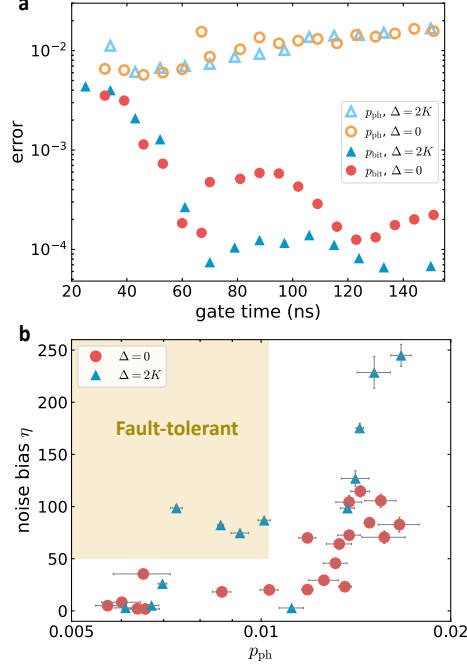 a
10⁻²
10⁻³
10⁻⁴
error
p_ph, Δ = 2K
p_ph, Δ = 0
p_bit, Δ = 2K
p_bit, Δ = 0
20 40 60 80 100 120 140
gate time (ns)
b
250
200
150
100
50
0
noise bias η
Δ = 0
Δ = 2K
Fault-tolerant
0.005 0.01 0.02
p_ph